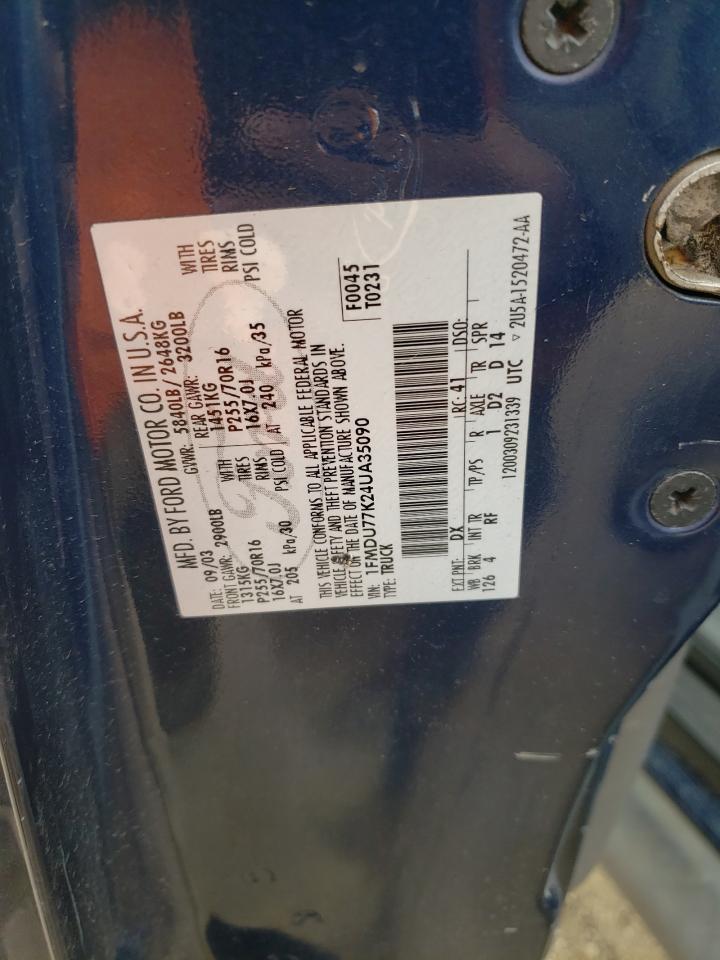 MFD. BY FORD MOTOR CO. IN U.S.A.
DATE: 09/03 GVWR: 5840LB/2648KG
FRONT GAWR: 2900LB REAR GAWR: 3200LB
1315KG WITH 1451KG WITH
P255/70R16 TIRES P255/70R16 TIRES
16X7.0J RIMS 16X7.0J RIMS
AT 205 kPa/30 PSI COLD AT 240 kPa/35 PSI COLD
THIS VEHICLE CONFORMS TO ALL APPLICABLE FEDERAL MOTOR
VEHICLE SAFETY AND THEFT PREVENTION STANDARDS IN
EFFECT ON THE DATE OF MANUFACTURE SHOWN ABOVE.
VIN: 1FMDU77K24UA35090 F0045
TYPE: TRUCK T0231
EXT PNT: DX RC: 41 DSO:
WB BRK INT TR TP/PS R AXLE TR SPR
126 4 RF 1 D2 D 14
1200309231339 UTC ▽ 2U5A-1520472-AA
Ford